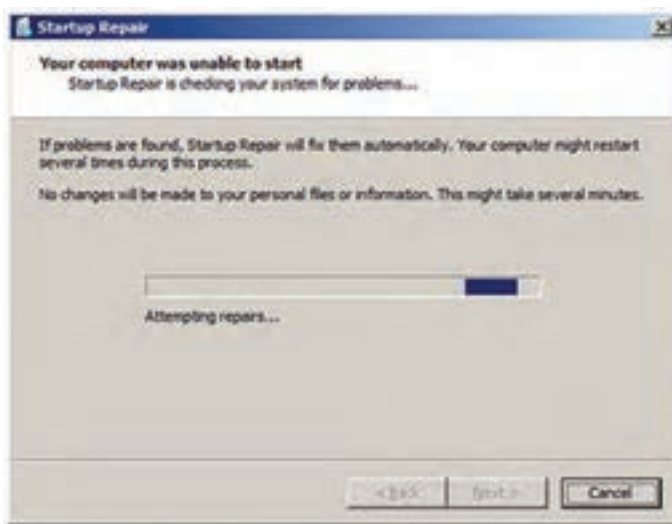 Startup Repair
Your computer was unable to start
Startup Repair is checking your system for problems...
If problems are found, Startup Repair will fix them automatically. Your computer might restart
several times during this process.
No changes will be made to your personal files or information. This might take several minutes.
Attempting repairs...
< Back Next > Cancel